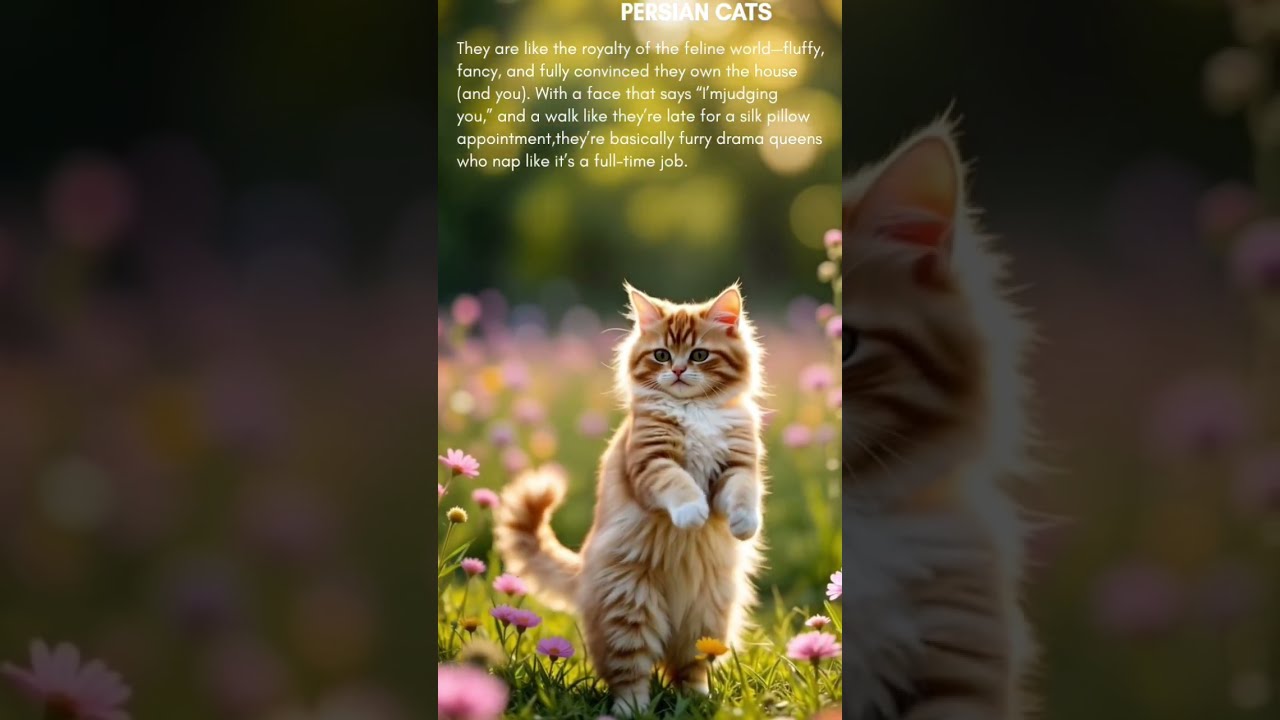 PERSIAN CATS
They are like the royalty of the feline world—fluffy,
fancy, and fully convinced they own the house
(and you). With a face that says “I’mjudging
you,” and a walk like they’re late for a silk pillow
appointment,they’re basically furry drama queens
who nap like it’s a full-time job.